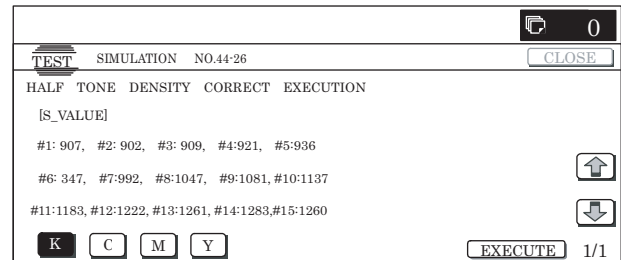 0
TEST SIMULATION NO.44-26 CLOSE
HALF TONE DENSITY CORRECT EXECUTION
[S_VALUE]
#1: 907, #2: 902, #3: 909, #4:921, #5:936
#6: 347, #7:992, #8:1047, #9:1081, #10:1137
#11:1183, #12:1222, #13:1261, #14:1283,#15:1260
K C M Y EXECUTE 1/1